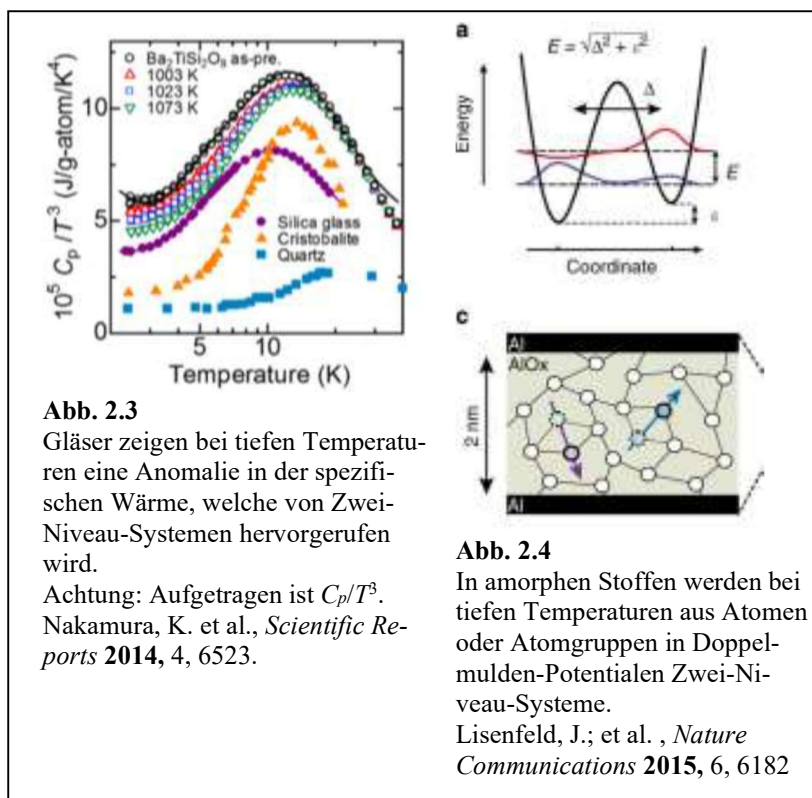 Ba₂TiSi₂O₈ as-pre.
1003 K
1023 K
1073 K
10
5
0
10⁵ Cₚ/T³ (J/g-atom/K⁴)
Silica glass
Cristobalite
Quartz
5
10
Temperature (K)
Abb. 2.3
Gläser zeigen bei tiefen Temperatu-
ren eine Anomalie in der spezifi-
schen Wärme, welche von Zwei-
Niveau-Systemen hervorgerufen
wird.
Achtung: Aufgetragen ist Cₚ/T³.
Nakamura, K. et al., Scientific Re-
ports 2014, 4, 6523.
a
E = √Δ² + ε²
Δ
Energy
E
ε
Coordinate
c
Al
AlOx
2 nm
Al
Abb. 2.4
In amorphen Stoffen werden bei
tiefen Temperaturen aus Atomen
oder Atomgruppen in Doppel-
mulden-Potentialen Zwei-Ni-
veau-Systeme.
Lisenfeld, J.; et al. , Nature
Communications 2015, 6, 6182